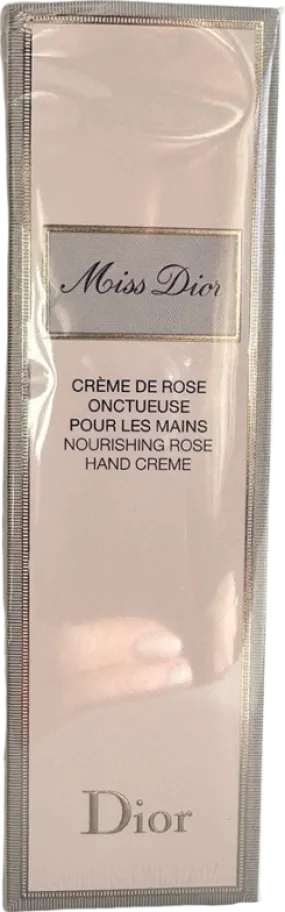 Miss Dior
CRÈME DE ROSE
ONCTUEUSE
POUR LES MAINS
NOURISHING ROSE
HAND CREME
Dior